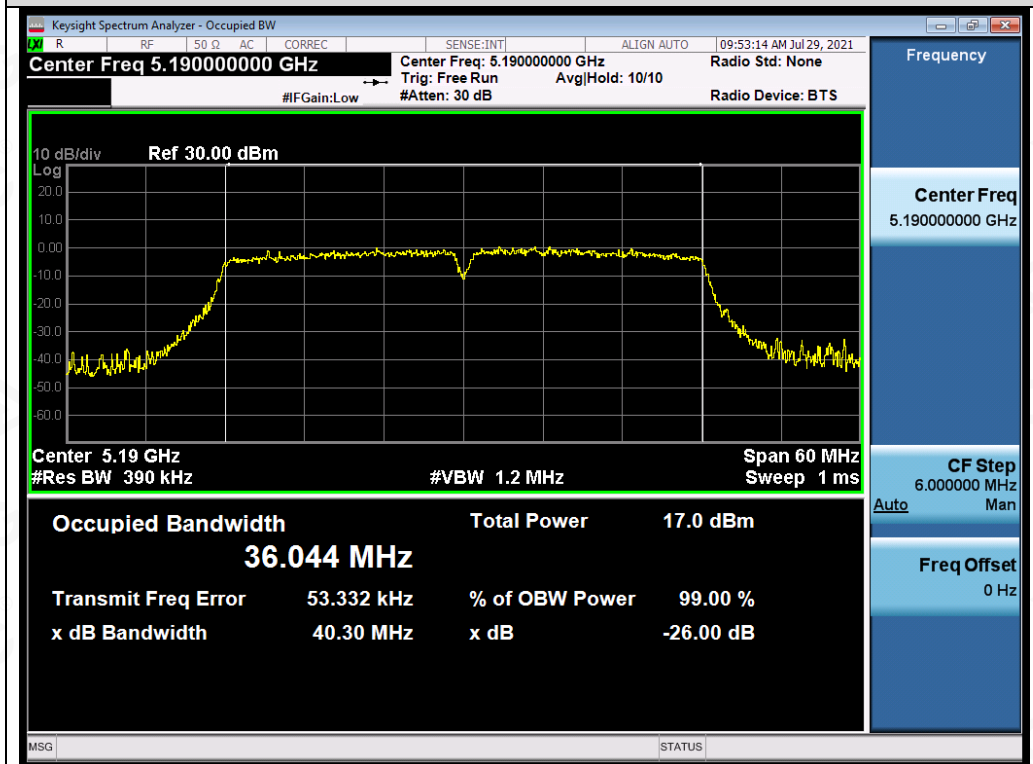 Keysight Spectrum Analyzer - Occupied BW
LXI R RF 50 Ω AC CORREC SENSE:INT ALIGN AUTO 09:53:14 AM Jul 29, 2021
Center Freq 5.190000000 GHz
Center Freq: 5.190000000 GHz
Radio Std: None
Trig: Free Run Avg|Hold: 10/10
#IFGain:Low
#Atten: 30 dB
Radio Device: BTS
10 dB/div Ref 30.00 dBm
Log
20.0
10.0
0.00
-10.0
-20.0
-30.0
-40.0
-50.0
-60.0
Center 5.19 GHz Span 60 MHz
#Res BW 390 kHz #VBW 1.2 MHz Sweep 1 ms
Occupied Bandwidth Total Power 17.0 dBm
36.044 MHz
Transmit Freq Error 53.332 kHz % of OBW Power 99.00 %
x dB Bandwidth 40.30 MHz x dB -26.00 dB
MSG STATUS
Frequency
Center Freq
5.190000000 GHz
CF Step
6.000000 MHz
Auto Man
Freq Offset
0 Hz